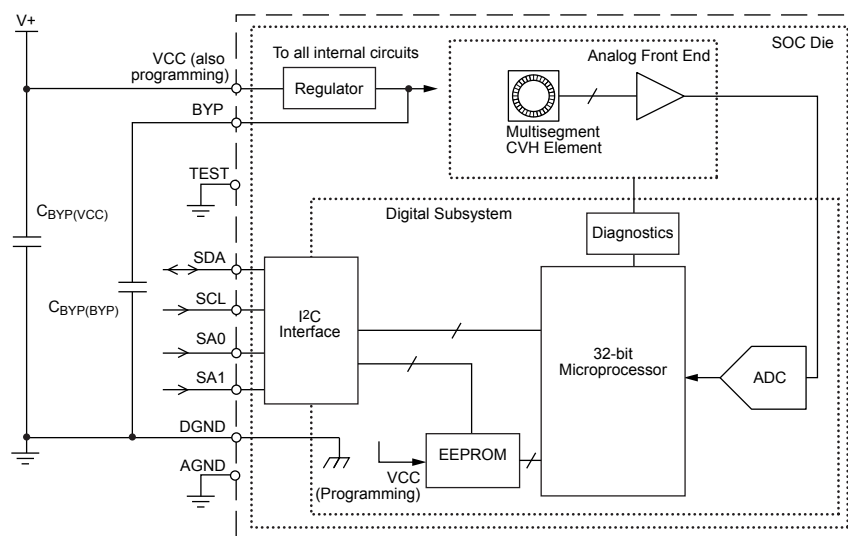 V+
SOC Die
VCC (also
programming)
To all internal circuits
Regulator
BYP
Analog Front End
Multisegment
CVH Element
TEST
CBYP(VCC)
Digital Subsystem
Diagnostics
SDA
CBYP(BYP)
SCL
I2C
Interface
SA0
SA1
32-bit
Microprocessor
ADC
DGND
AGND
EEPROM
VCC
(Programming)